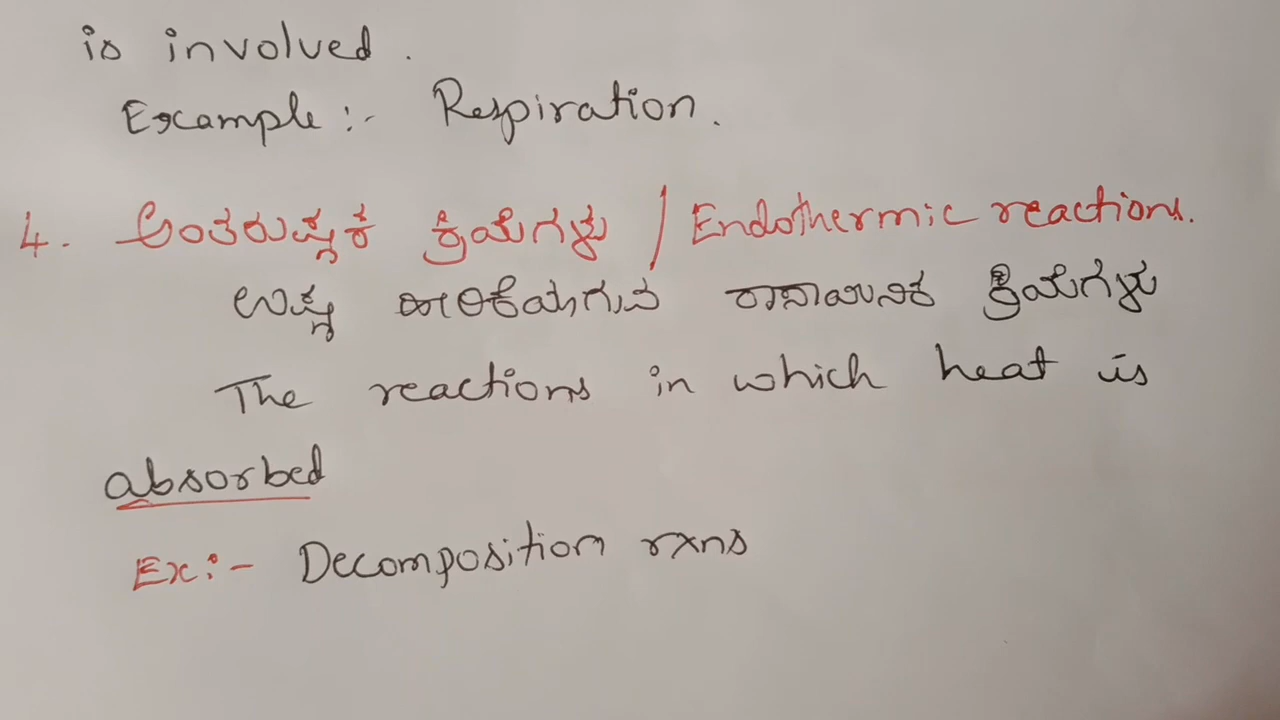 is involved.
Example :- Respiration.
4. ಅಂತರುಷ್ಣಕ ಕ್ರಿಯೆಗಳು / Endothermic reactions.
ಉಷ್ಣ ಹೀರಿಕೆಯಾಗುವ ರಾಸಾಯನಿಕ ಕ್ರಿಯೆಗಳು
The reactions in which heat is
absorbed
Ex:- Decomposition rxns